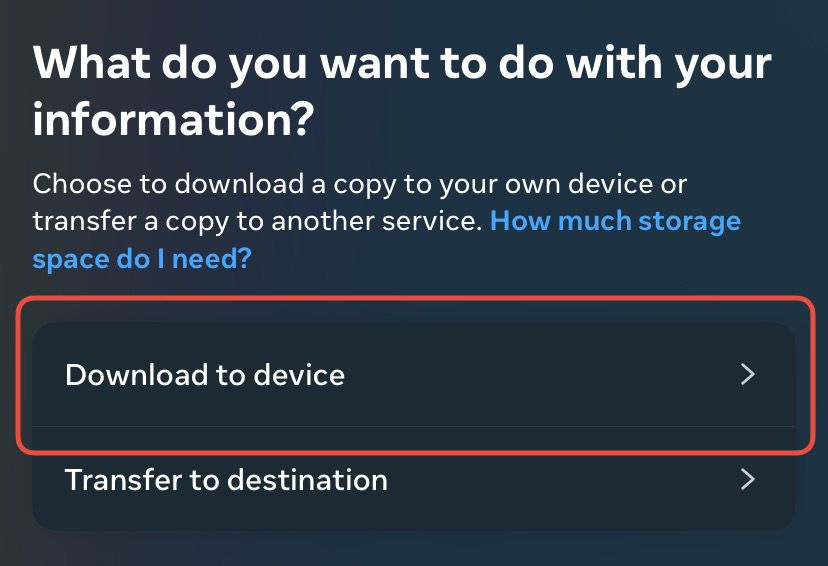 What do you want to do with your
information?
Choose to download a copy to your own device or
transfer a copy to another service. How much storage
space do I need?
Download to device
Transfer to destination